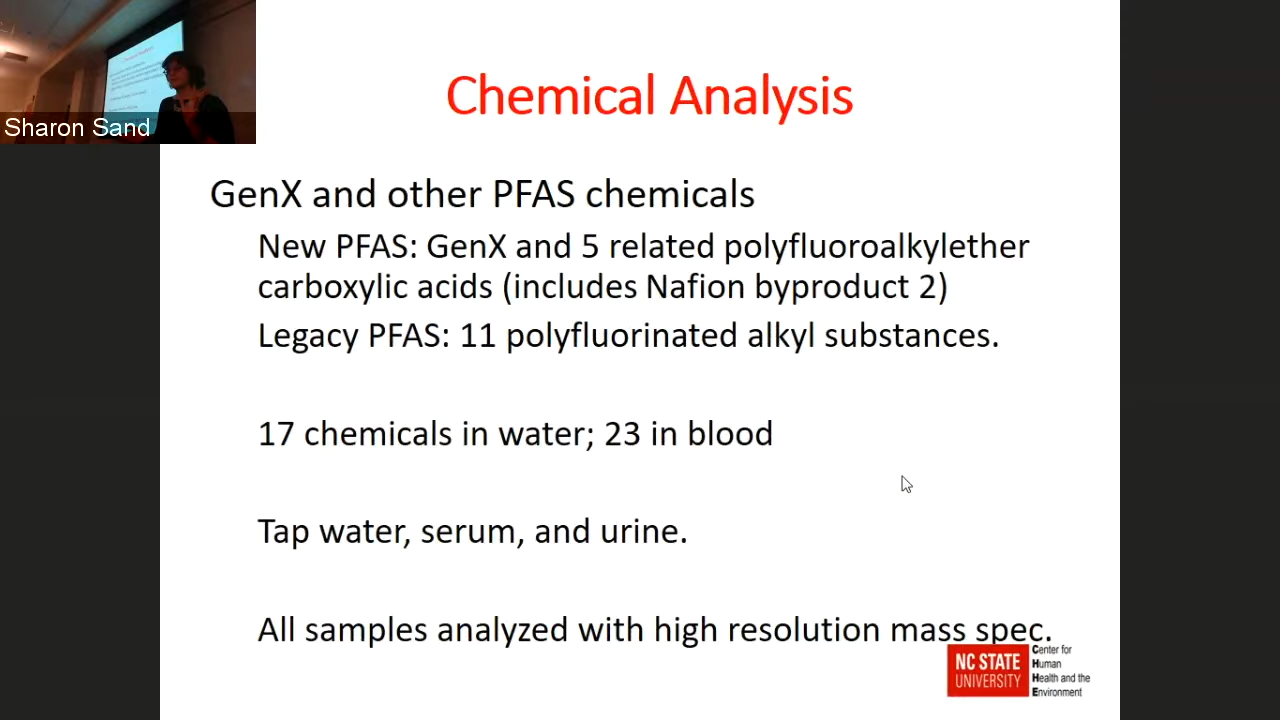 Sharon Sand
Chemical Analysis
GenX and other PFAS chemicals
New PFAS: GenX and 5 related polyfluoroalkylether
carboxylic acids (includes Nafion byproduct 2)
Legacy PFAS: 11 polyfluorinated alkyl substances.
17 chemicals in water; 23 in blood
Tap water, serum, and urine.
All samples analyzed with high resolution mass spec.
NC STATE
UNIVERSITY
Center for
Human
Health and the
Environment